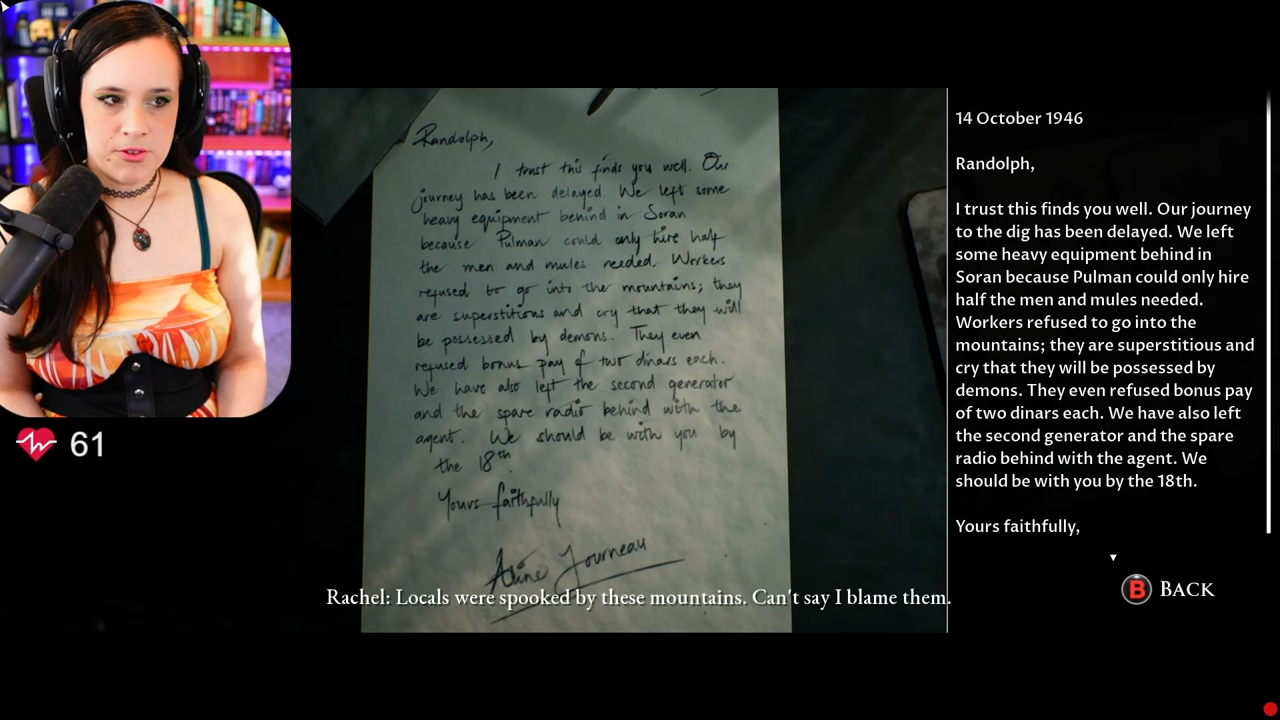 Randolph,
I trust this finds you well. Our
journey has been delayed. We left some
heavy equipment behind in Soran
because Pulman could only hire half
the men and mules needed. Workers
refused to go into the mountains; they
are superstitious and cry that they will
be possessed by demons. They even
refused bonus pay of two dinars each.
We have also left the second generator
and the spare radio behind with the
agent. We should be with you by
the 18th.
Yours faithfully
Aline Journeau
Rachel: Locals were spooked by these mountains. Can't say I blame them.
14 October 1946
Randolph,
I trust this finds you well. Our journey
to the dig has been delayed. We left
some heavy equipment behind in
Soran because Pulman could only hire
half the men and mules needed.
Workers refused to go into the
mountains; they are superstitious and
cry that they will be possessed by
demons. They even refused bonus pay
of two dinars each. We have also left
the second generator and the spare
radio behind with the agent. We
should be with you by the 18th.
Yours faithfully,
B BACK
61